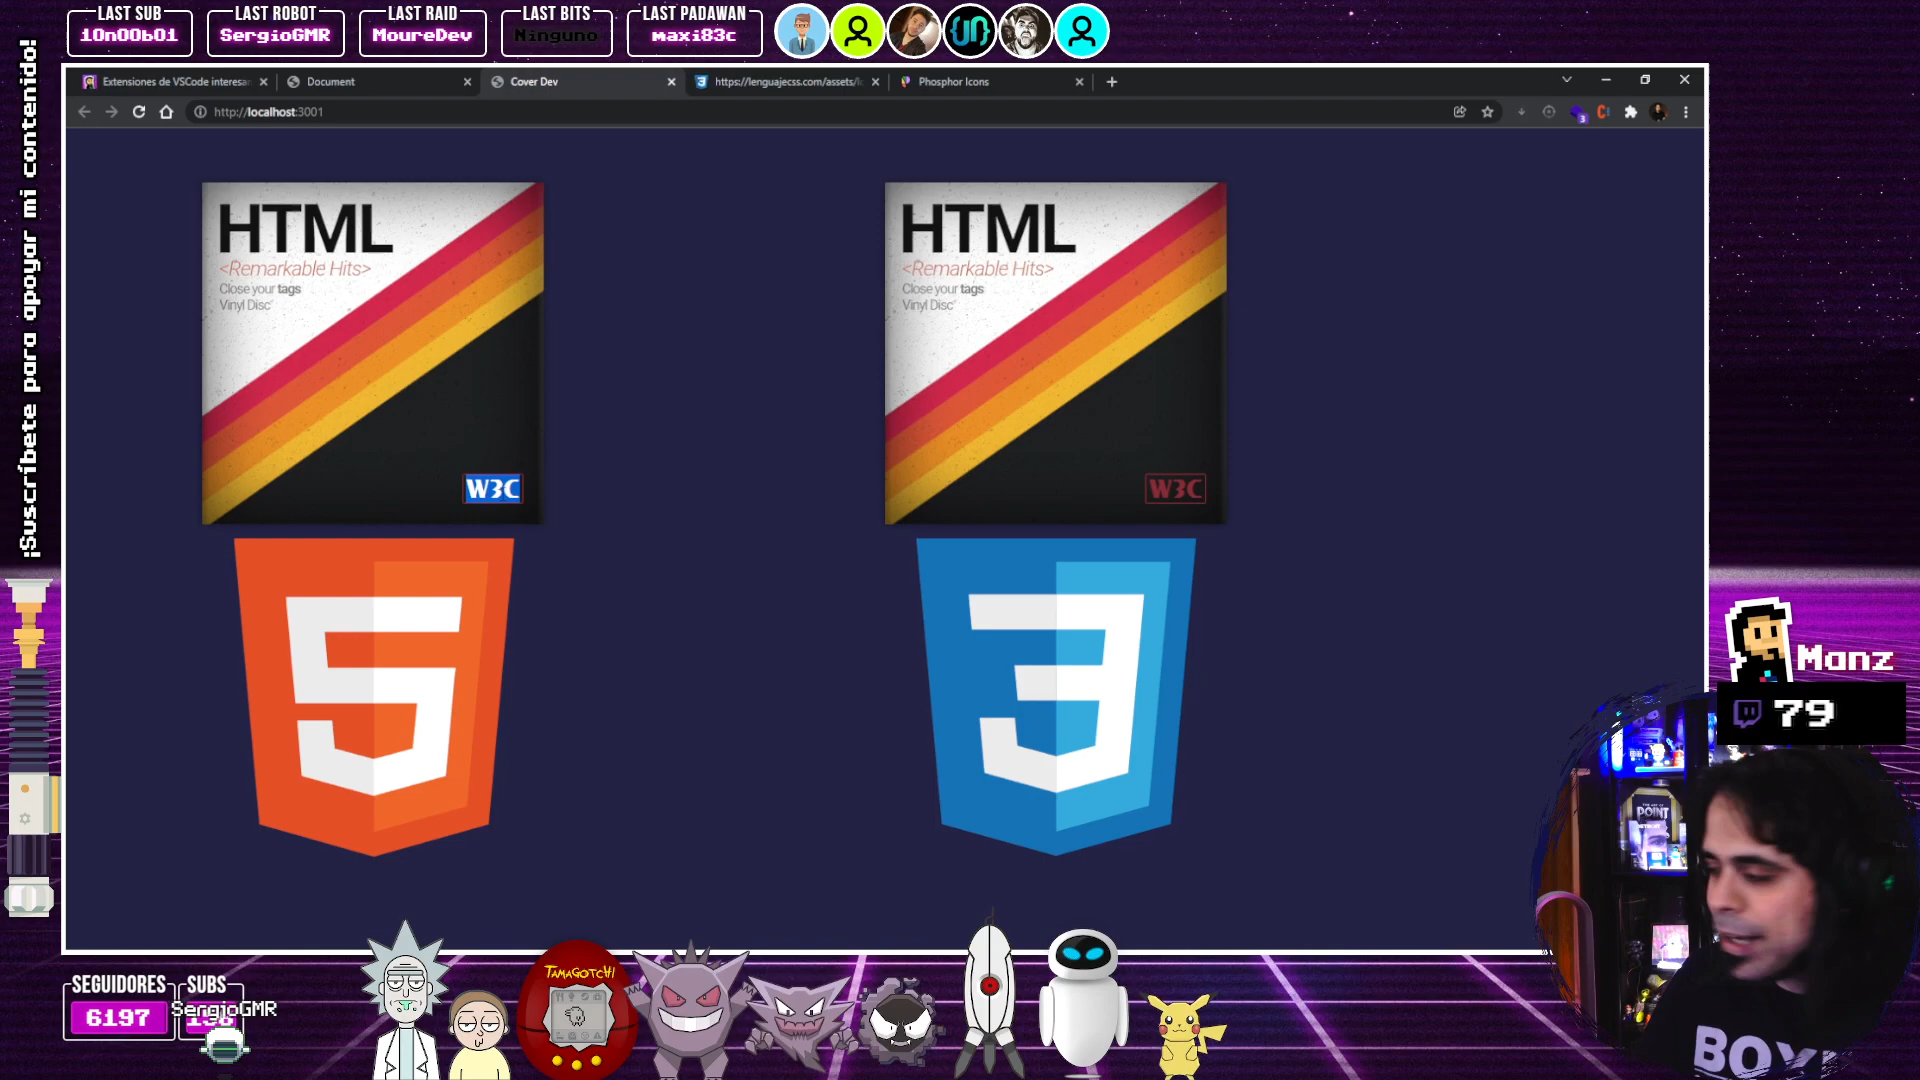 LAST SUB
10n00b01
LAST ROBOT
SergioGMR
LAST RAID
MoureDev
LAST BITS
Ninguno
LAST PADAWAN
maxi83c
¡Suscríbete para apoyar mi contenido!
Extensiones de VSCode interesan
Document
Cover Dev
https://lenguajecss.com/assets/lo
Phosphor Icons
http://localhost:3001
3
HTML
<Remarkable Hits>
Close your tags
Vinyl Disc
W3C
HTML
<Remarkable Hits>
Close your tags
Vinyl Disc
W3C
5
3
Manz
79
POINT
TAMAGOTCHI
SEGUIDORES
6197
SUBS
SergioGMR